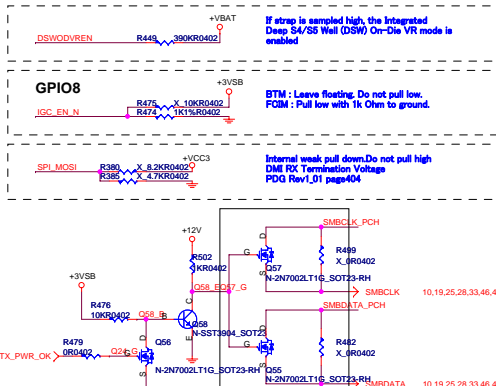 +VBAT
If strap is sampled high, the Integrated
Deep S4/S5 Well (DSW) On-Die VR mode is
enabled
DSWODVREN R449 390KR0402
GPIO8
+3VSB
BTM : Leave floating. Do not pull low.
FCIM : Pull low with 1k Ohm to ground.
R475 X_10KR0402
IGC_EN_N R474 1K1%R0402
+VCC3
Internal weak pull down.Do not pull high
DMI RX Termination Voltage
PDG Rev1_01 page404
SPI_MOSI R380 X_8.2KR0402
R385 X_4.7KR0402
SMBCLK_PCH
+12V
D
R502
1KR0402
G
Q57
R499
X_0R0402
S
N-2N7002LT1G_SOT23-RH
+3VSB
Q58_B Q57_G
C
SMBCLK 10,19,25,28,33,46,4
R476
10KR0402
Q58_B
B
Q58
N-SST3904_SOT23
SMBDATA_PCH
E
D
R479
0R0402
TX_PWR_OK
Q24_G
D
Q56
G
G
R482
X_0R0402
S
N-2N7002LT1G_SOT23-RH
Q55
S
N-2N7002LT1G_SOT23-RH
SMBDATA 10,19,25,28,33,46,4